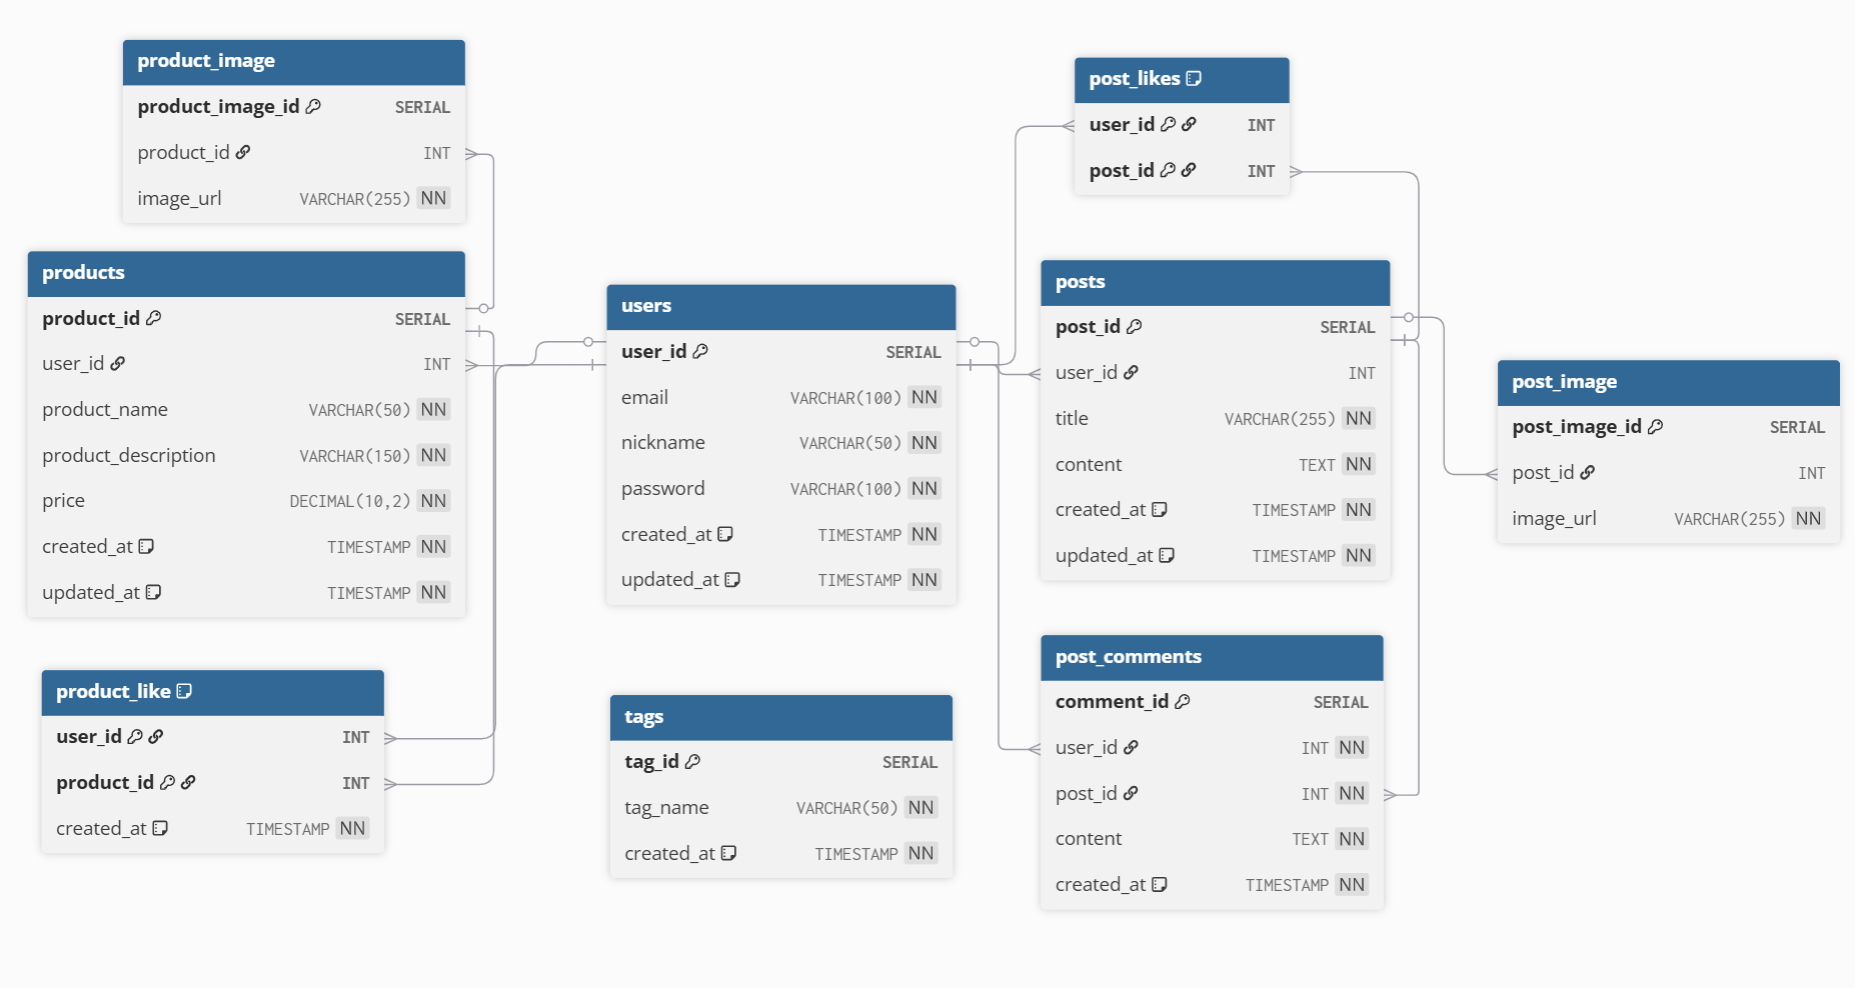 product_image
product_image_id SERIAL
product_id INT
image_url VARCHAR(255) NN
products
product_id SERIAL
user_id INT
product_name VARCHAR(50) NN
product_description VARCHAR(150) NN
price DECIMAL(10,2) NN
created_at TIMESTAMP NN
updated_at TIMESTAMP NN
product_like
user_id INT
product_id INT
created_at TIMESTAMP NN
users
user_id SERIAL
email VARCHAR(100) NN
nickname VARCHAR(50) NN
password VARCHAR(100) NN
created_at TIMESTAMP NN
updated_at TIMESTAMP NN
tags
tag_id SERIAL
tag_name VARCHAR(50) NN
created_at TIMESTAMP NN
post_likes
user_id INT
post_id INT
posts
post_id SERIAL
user_id INT
title VARCHAR(255) NN
content TEXT NN
created_at TIMESTAMP NN
updated_at TIMESTAMP NN
post_comments
comment_id SERIAL
user_id INT NN
post_id INT NN
content TEXT NN
created_at TIMESTAMP NN
post_image
post_image_id SERIAL
post_id INT
image_url VARCHAR(255) NN